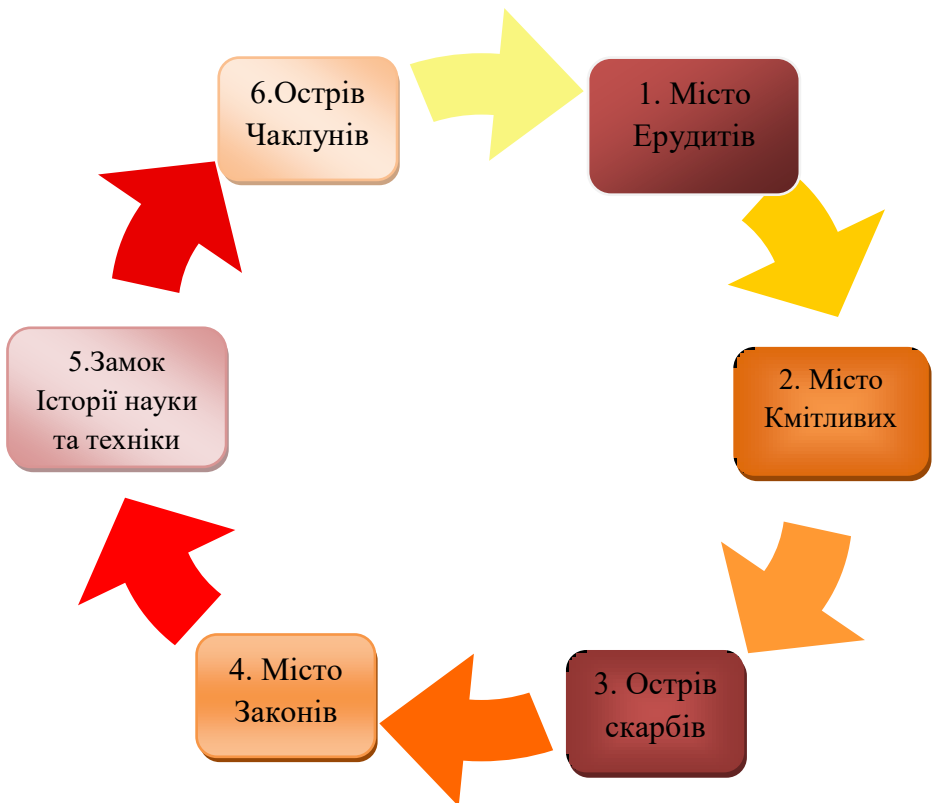 1. Місто
Ерудитів
2. Місто
Кмітливих
3. Острів
скарбів
4. Місто
Законів
5.Замок
Історії науки
та техніки
6.Острів
Чаклунів